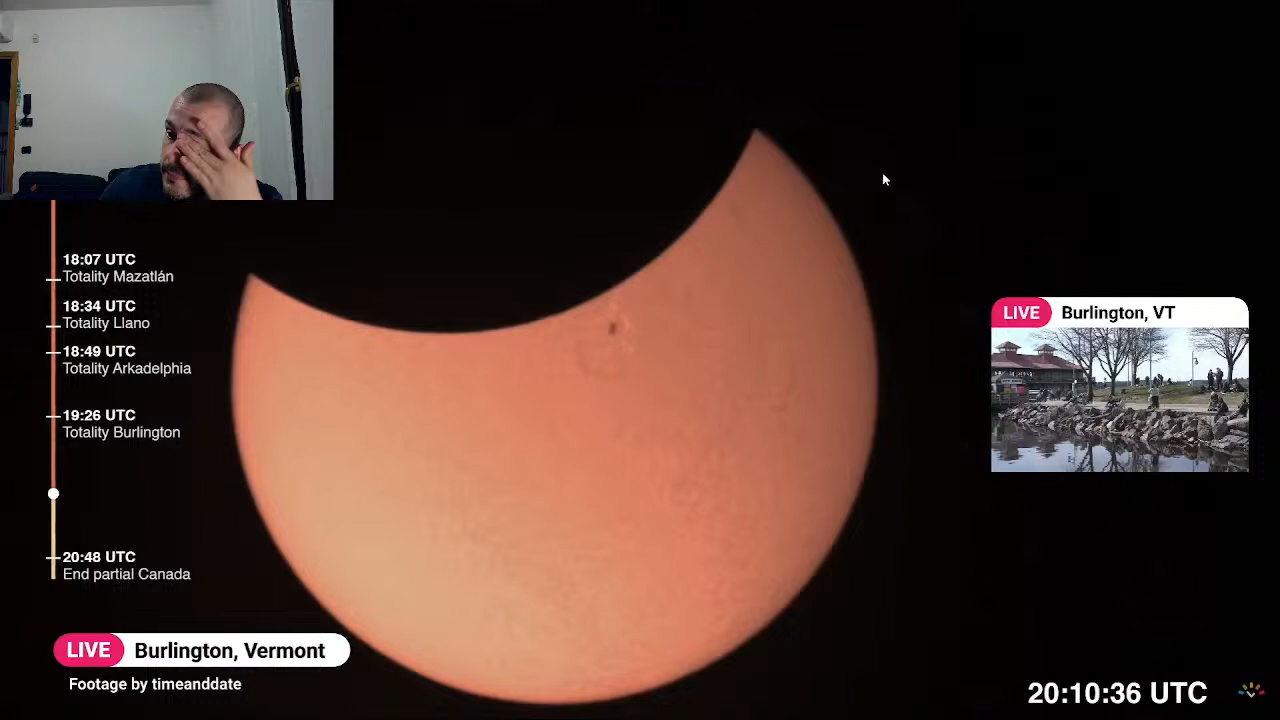 18:07 UTC
Totality Mazatlán
18:34 UTC
Totality Llano
18:49 UTC
Totality Arkadelphia
19:26 UTC
Totality Burlington
20:48 UTC
End partial Canada
LIVE Burlington, VT
LIVE Burlington, Vermont
Footage by timeanddate
20:10:36 UTC